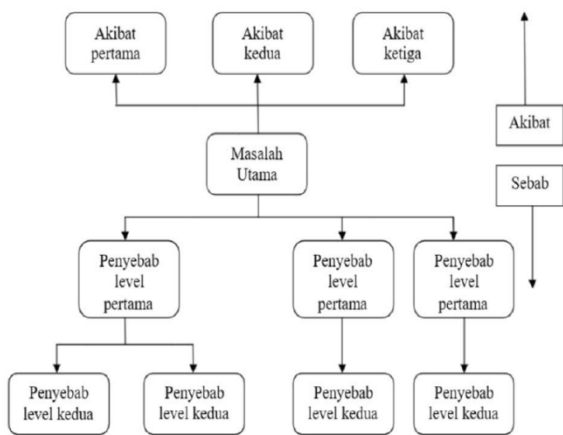 Akibat
pertama
Akibat
kedua
Akibat
ketiga
Akibat
Masalah
Utama
Sebab
Penyebab
level
pertama
Penyebab
level
pertama
Penyebab
level
pertama
Penyebab
level kedua
Penyebab
level kedua
Penyebab
level kedua
Penyebab
level kedua